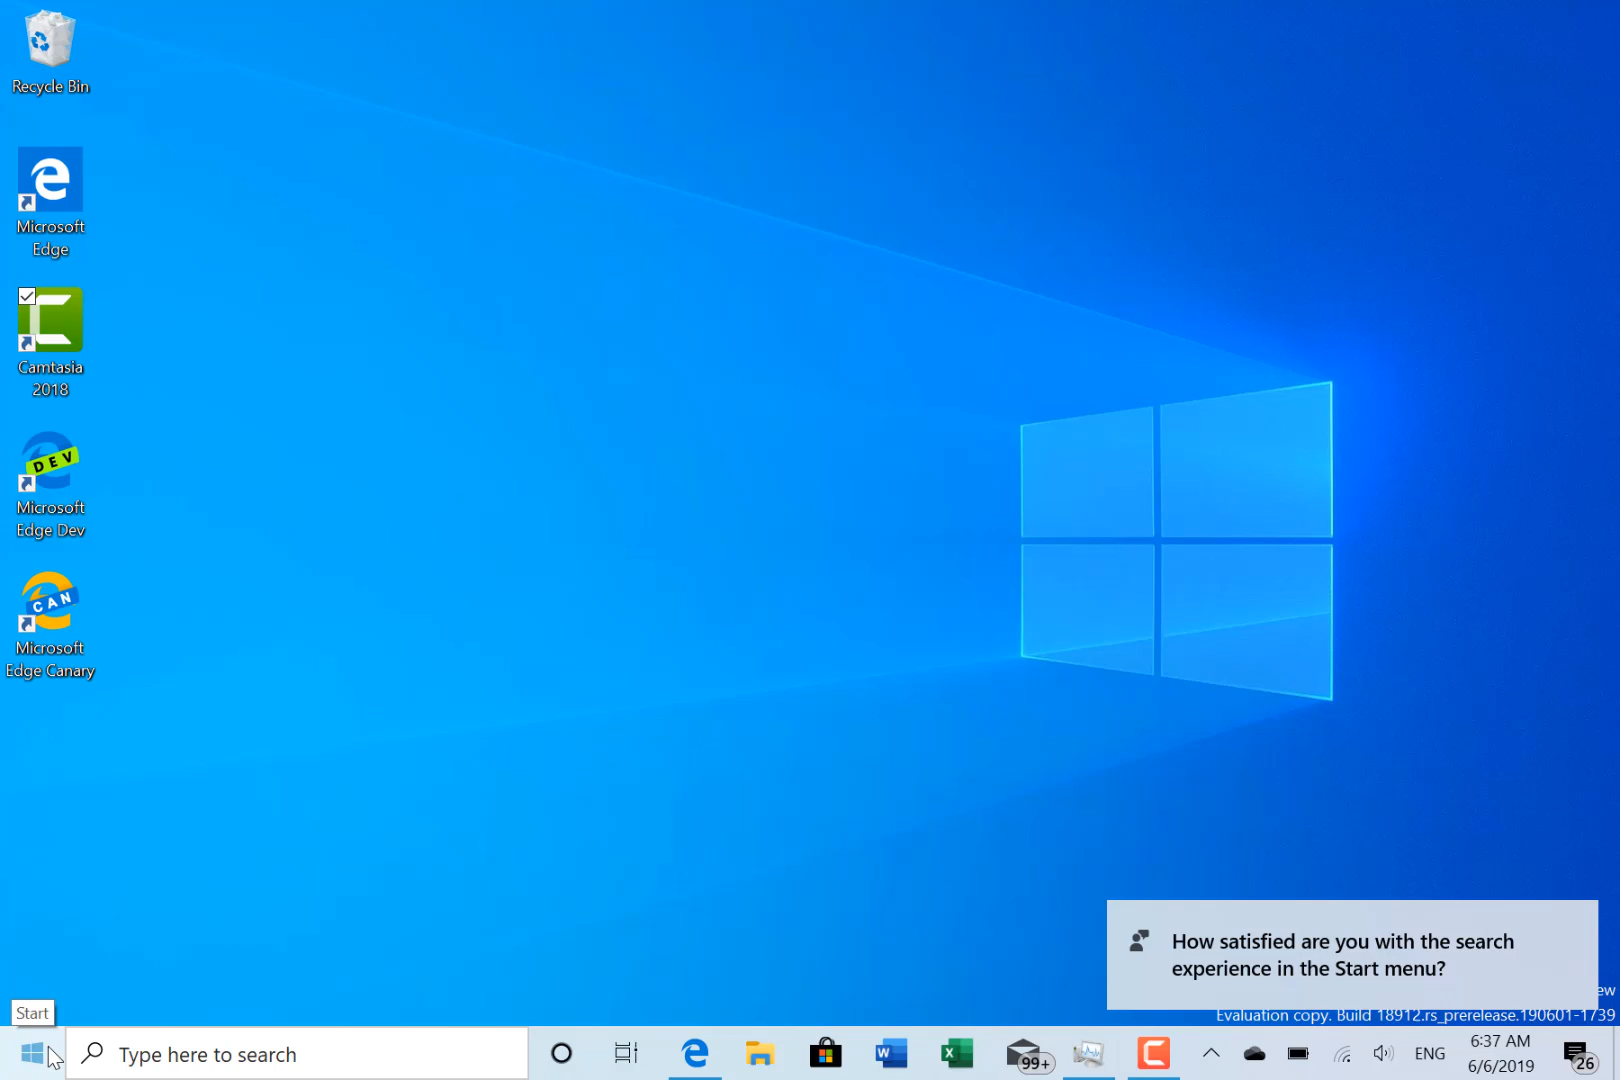 Recycle Bin
Microsoft
Edge
Camtasia
2018
DEV
Microsoft
Edge Dev
CAN
Microsoft
Edge Canary
How satisfied are you with the search
experience in the Start menu?
ew
Evaluation copy. Build 18912.rs_prerelease.190601-1739
Start
Type here to search
99+
ENG
6:37 AM
6/6/2019
26